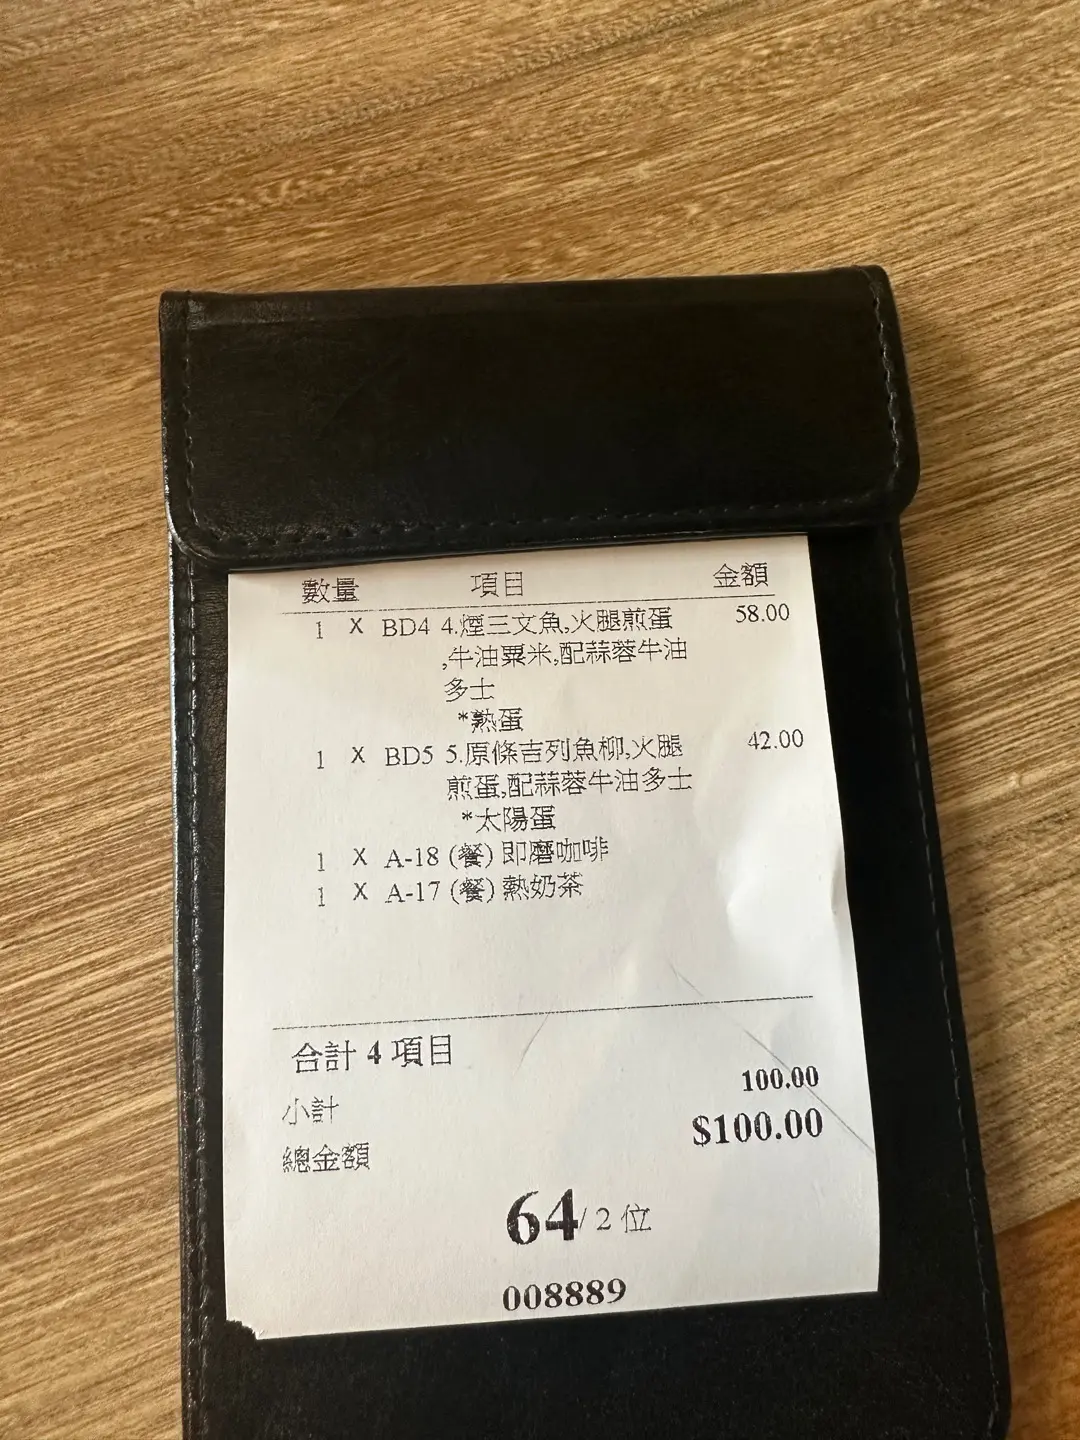 數量 項目 金額
1 X BD4 4.煙三文魚,火腿煎蛋 58.00
,牛油粟米,配蒜蓉牛油
多士
*熟蛋
1 X BD5 5.原條吉列魚柳,火腿 42.00
煎蛋,配蒜蓉牛油多士
*太陽蛋
1 X A-18 (餐) 即磨咖啡
1 X A-17 (餐) 熱奶茶
合計 4 項目
小計 100.00
總金額 $100.00
64/ 2 位
008889